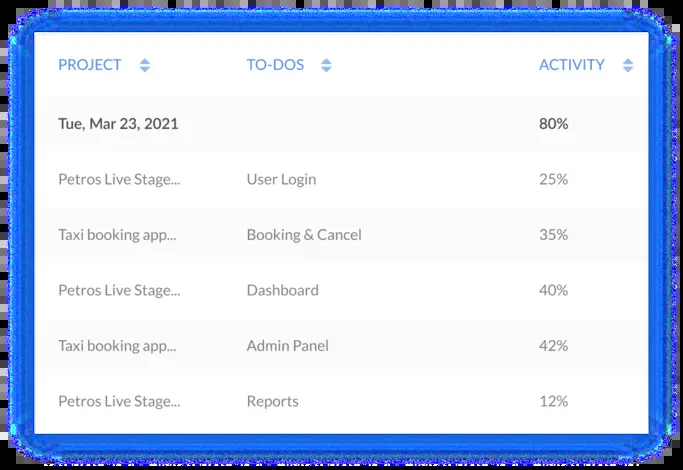 PROJECT TO-DOS ACTIVITY
Tue, Mar 23, 2021 80%
Petros Live Stage... User Login 25%
Taxi booking app... Booking & Cancel 35%
Petros Live Stage... Dashboard 40%
Taxi booking app... Admin Panel 42%
Petros Live Stage... Reports 12%